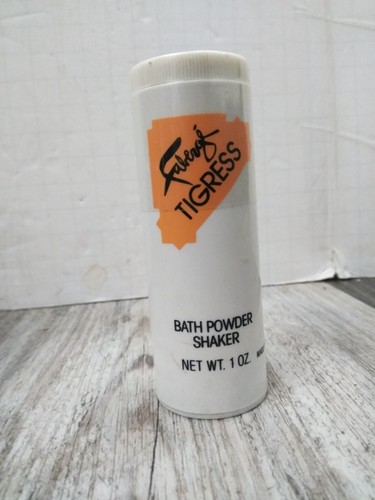 Fabergé
TIGRESS
BATH POWDER
SHAKER
NET WT. 1 OZ.